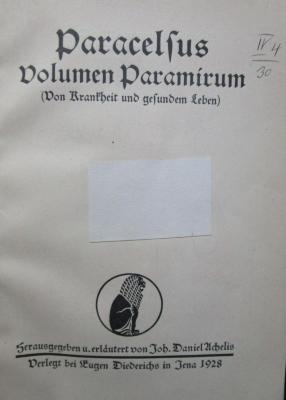 Paracelsus
Volumen Paramirum
(Von Krankheit und gesundem Leben)
IV 4
30
Herausgegeben u. erläutert von Joh. Daniel Achelis
Verlegt bei Eugen Diederichs in Jena 1928